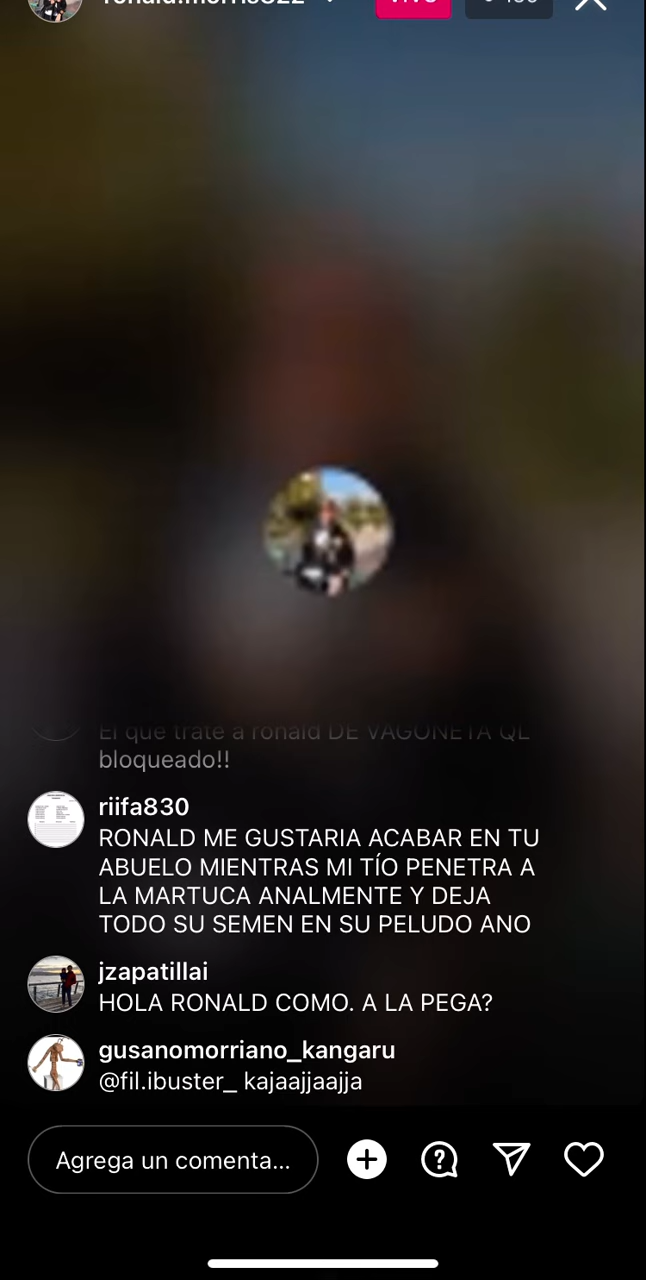 El que trate a ronald DE VAGONETA QL
bloqueado!!
riifa830
RONALD ME GUSTARIA ACABAR EN TU
ABUELO MIENTRAS MI TÍO PENETRA A
LA MARTUCA ANALMENTE Y DEJA
TODO SU SEMEN EN SU PELUDO ANO
jzapatillai
HOLA RONALD COMO. A LA PEGA?
gusanomorriano_kangaru
@fil.ibuster_ kajaajjaajja
Agrega un comenta...